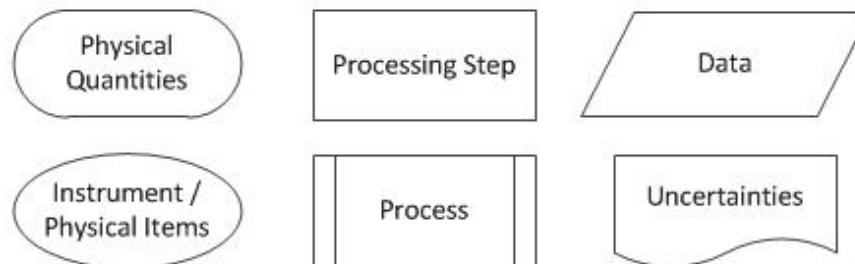 Physical
Quantities
Processing Step
Data
Instrument /
Physical Items
Process
Uncertainties